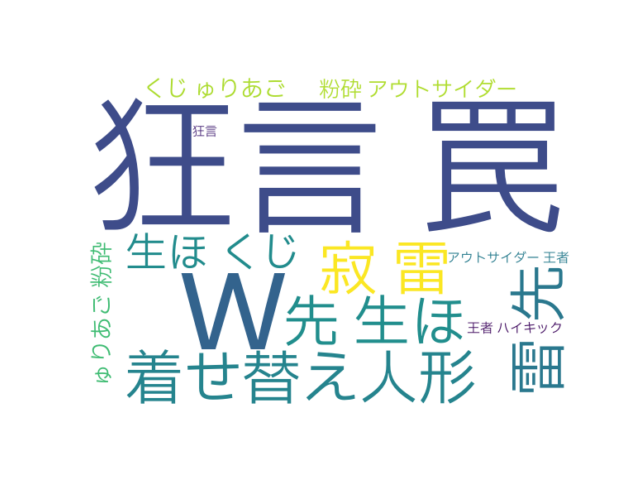 くじ ゅりあご
粉砕 アウトサイダー
狂言 罠
狂言
生ほ くじ
寂 雷
アウトサイダー 王者
ゅりあご 粉砕
W
先 生ほ
雷 先
王者 ハイキック
着せ替え人形